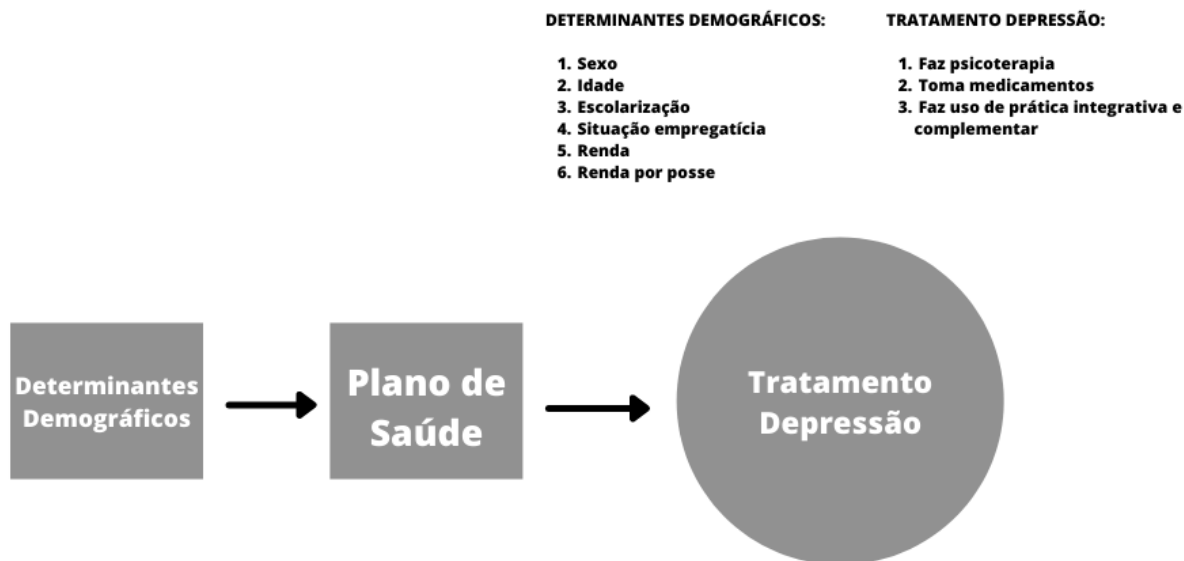 DETERMINANTES DEMOGRÁFICOS:
1. Sexo
2. Idade
3. Escolarização
4. Situação empregatícia
5. Renda
6. Renda por posse
TRATAMENTO DEPRESSÃO:
1. Faz psicoterapia
2. Toma medicamentos
3. Faz uso de prática integrativa e
complementar
Determinantes
Demográficos
Plano de
Saúde
Tratamento
Depressão